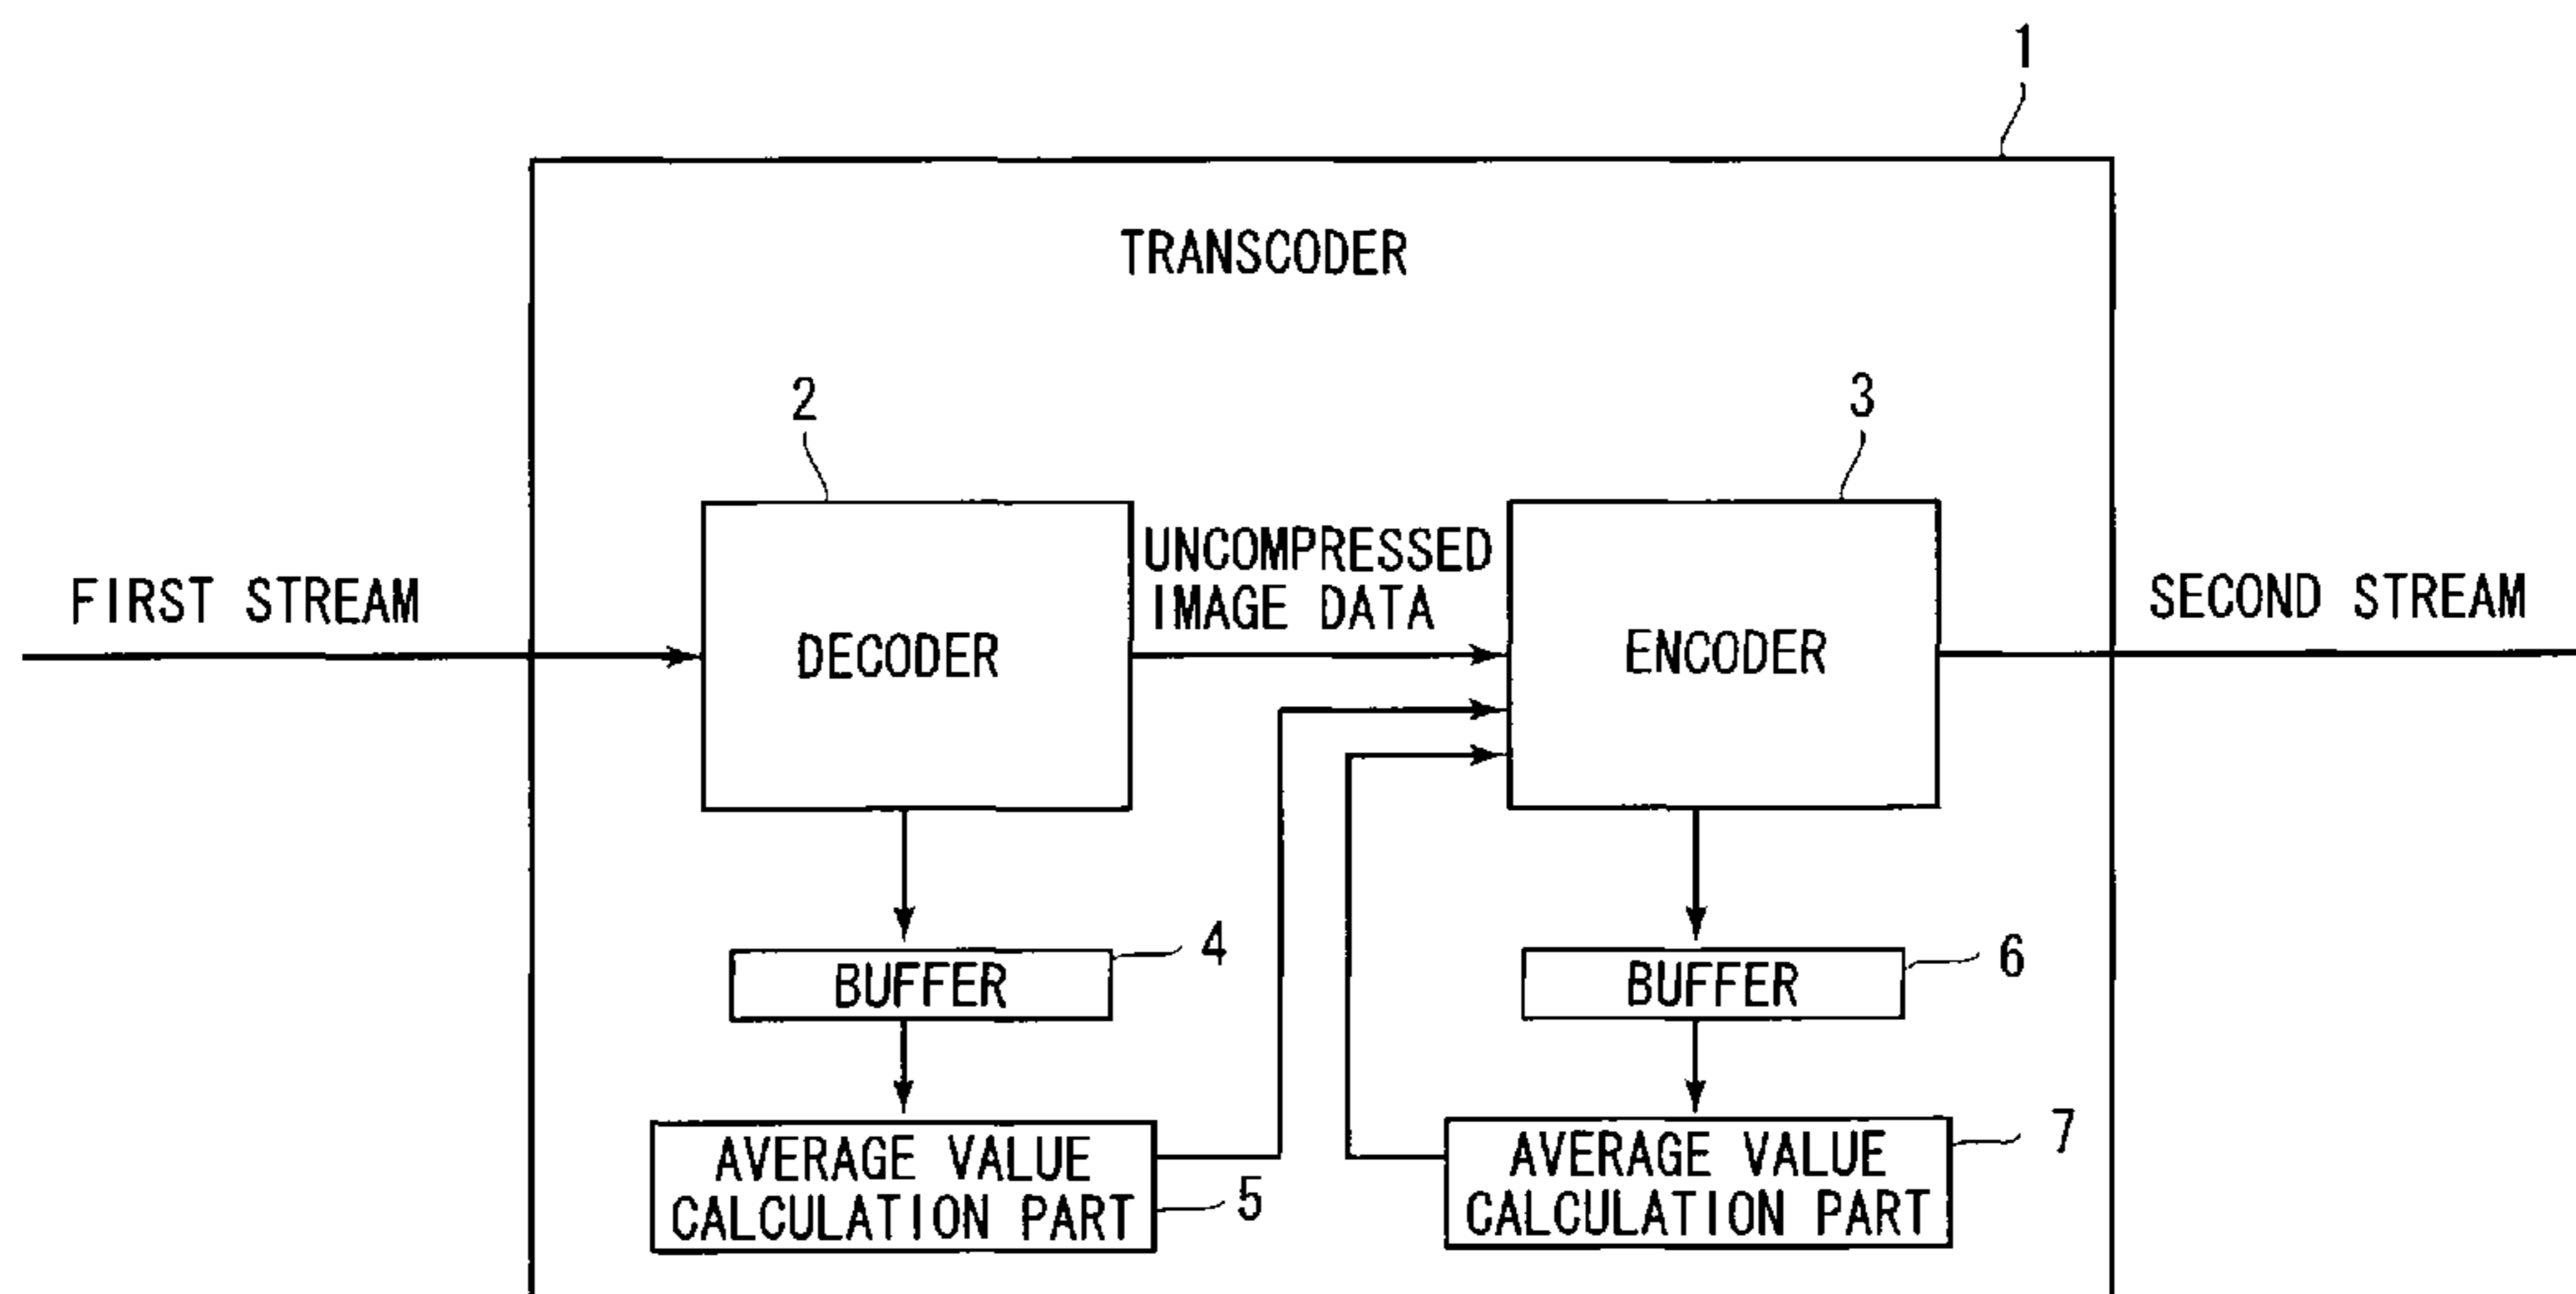 1
TRANSCODER
2
3
UNCOMPRESSED
IMAGE DATA
FIRST STREAM
SECOND STREAM
DECODER
ENCODER
4
BUFFER
6
BUFFER
AVERAGE VALUE
CALCULATION PART
5
AVERAGE VALUE
CALCULATION PART
7